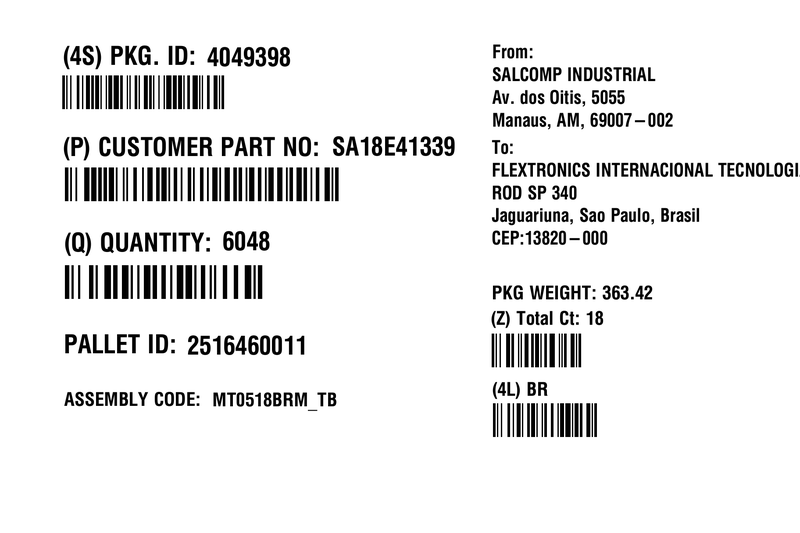 (4S) PKG. ID: 4049398
(P) CUSTOMER PART NO: SA18E41339
(Q) QUANTITY: 6048
PALLET ID: 2516460011
ASSEMBLY CODE: MT0518BRM_TB
From:
SALCOMP INDUSTRIAL
Av. dos Oitis, 5055
Manaus, AM, 69007-002
To:
FLEXTRONICS INTERNACIONAL TECNOLOGI
ROD SP 340
Jaguariuna, Sao Paulo, Brasil
CEP:13820-000
PKG WEIGHT: 363.42
(Z) Total Ct: 18
(4L) BR